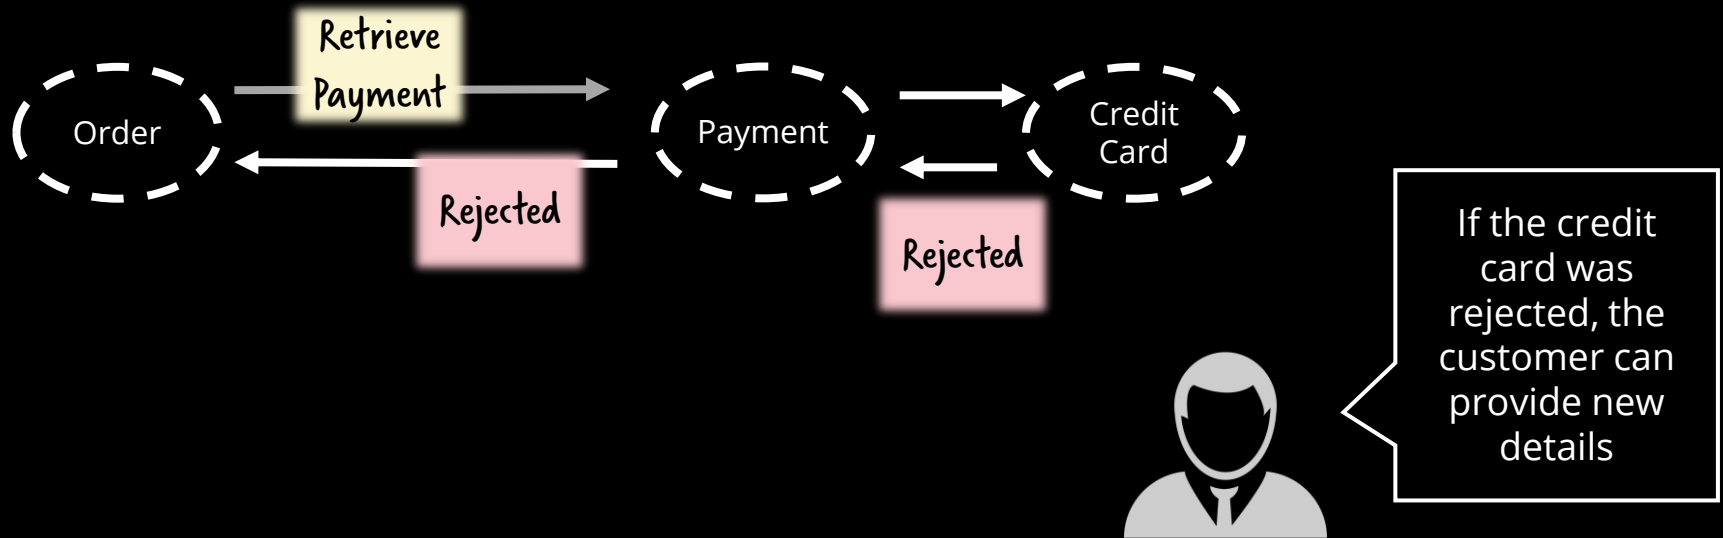 Retrieve
Payment
Order
Payment
Credit
Card
Rejected
Rejected
If the credit
card was
rejected, the
customer can
provide new
details